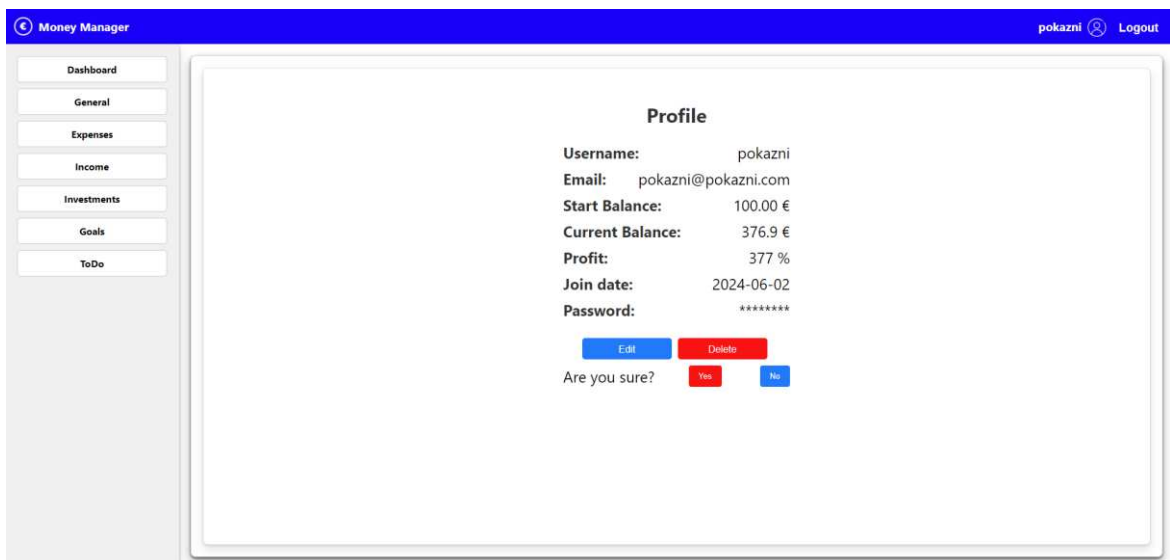 Money Manager
pokazni Logout
Dashboard
General
Expenses
Income
Investments
Goals
ToDo
Profile
Username: pokazni
Email: pokazni@pokazni.com
Start Balance: 100.00 €
Current Balance: 376.9 €
Profit: 377 %
Join date: 2024-06-02
Password: ********
Edit Delete
Are you sure? Yes No